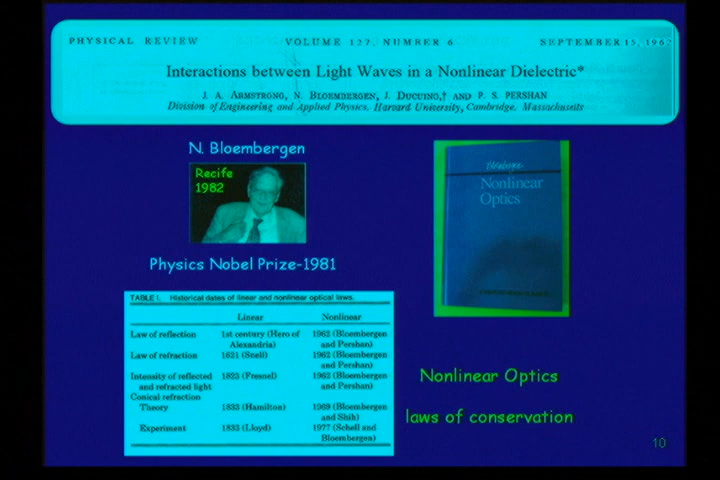 PHYSICAL REVIEW VOLUME 127, NUMBER 6 SEPTEMBER 15, 1962
Interactions between Light Waves in a Nonlinear Dielectric*
J. A. ARMSTRONG, N. BLOEMBERGEN, J. DUCUING,† AND P. S. PERSHAN
Division of Engineering and Applied Physics, Harvard University, Cambridge, Massachusetts
N. Bloembergen
Recife
1982
Physics Nobel Prize-1981
Bloembergen
Nonlinear
Optics
TABLE I. Historical dates of linear and nonlinear optical laws.
Linear Nonlinear
Law of reflection 1st century (Hero of 1962 (Bloembergen
Alexandria) and Pershan)
Law of refraction 1621 (Snell) 1962 (Bloembergen
and Pershan)
Intensity of reflected 1823 (Fresnel) 1962 (Bloembergen
and refracted light and Pershan)
Conical refraction
Theory 1833 (Hamilton) 1969 (Bloembergen
and Shih)
Experiment 1833 (Lloyd) 1977 (Schell and
Bloembergen)
Nonlinear Optics
laws of conservation
10